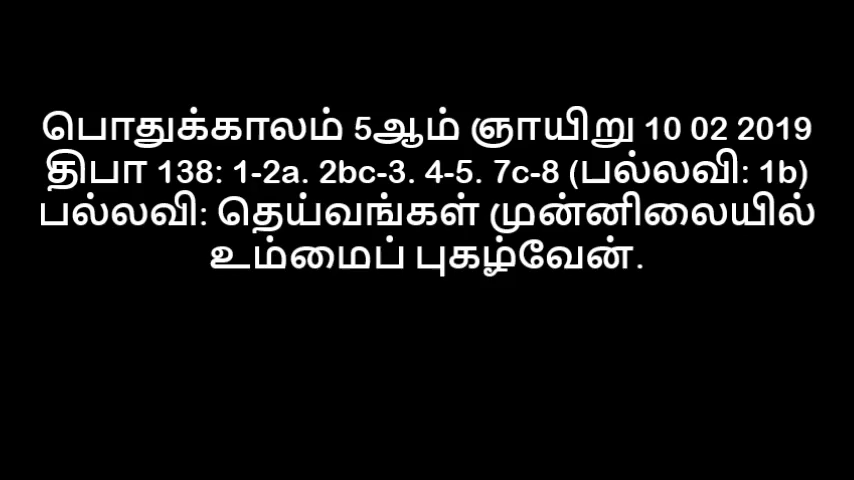 பொதுக்காலம் 5ஆம் ஞாயிறு 10 02 2019
திபா 138: 1-2a. 2bc-3. 4-5. 7c-8 (பல்லவி: 1b)
பல்லவி: தெய்வங்கள் முன்னிலையில்
உம்மைப் புகழ்வேன்.